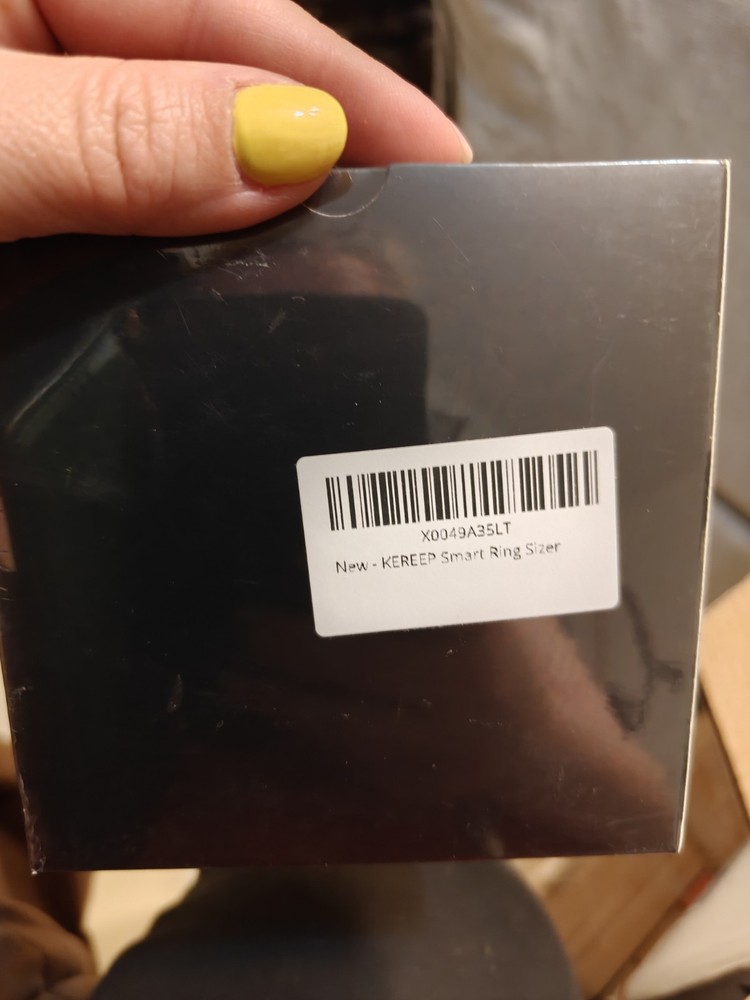 X0049A35LT
New - KEREEP Smart Ring Sizer